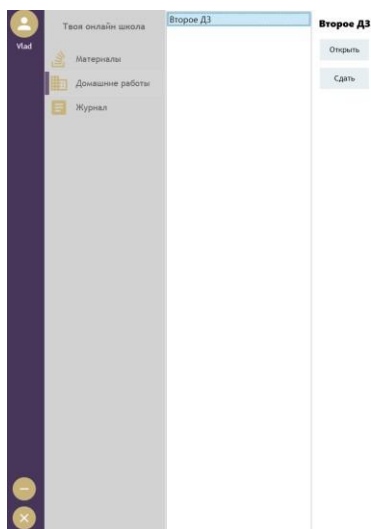 Vlad
Твоя онлайн школа
Материалы
Домашние работы
Журнал
Второе ДЗ
Второе ДЗ
Открыть
Сдать